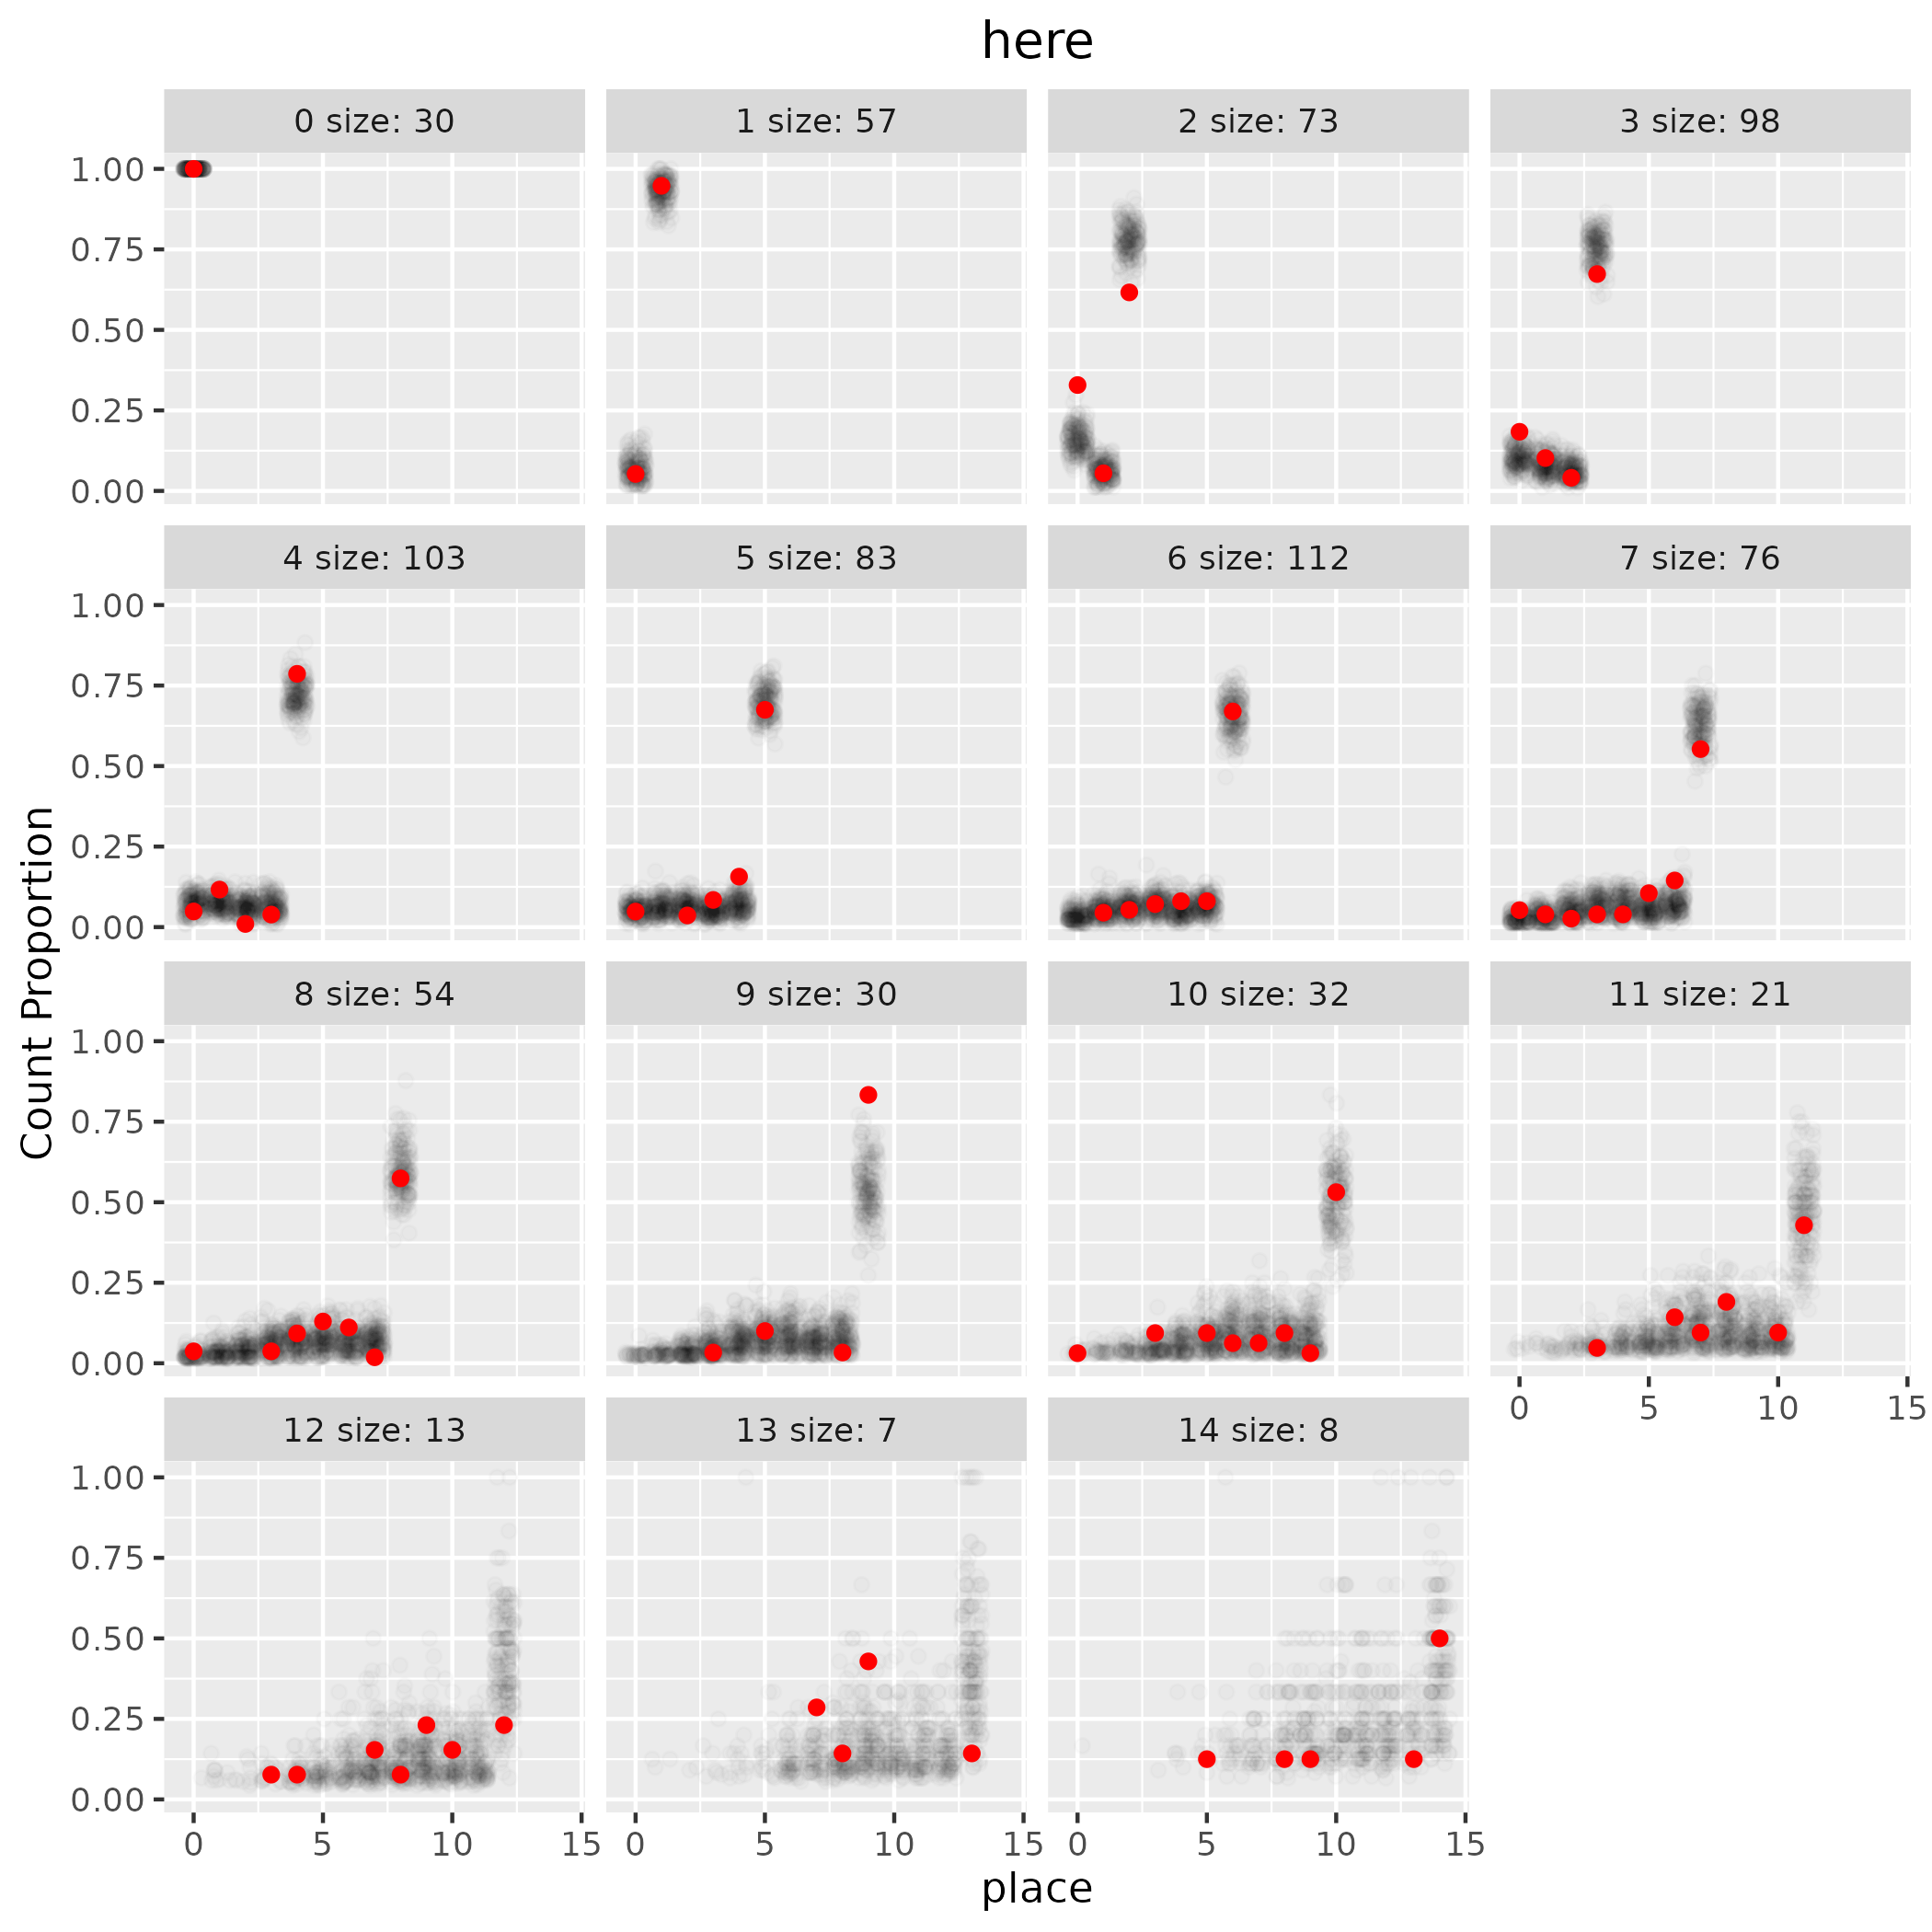 here
0 size: 30
1 size: 57
2 size: 73
3 size: 98
1.00
0.75
0.50
0.25
0.00
4 size: 103
5 size: 83
6 size: 112
7 size: 76
1.00
0.75
0.50
0.25
0.00
Count Proportion
8 size: 54
9 size: 30
10 size: 32
11 size: 21
1.00
0.75
0.50
0.25
0.00
0 5 10 15
12 size: 13
13 size: 7
14 size: 8
1.00
0.75
0.50
0.25
0.00
0 5 10 15
0 5 10 15
0 5 10 15
place